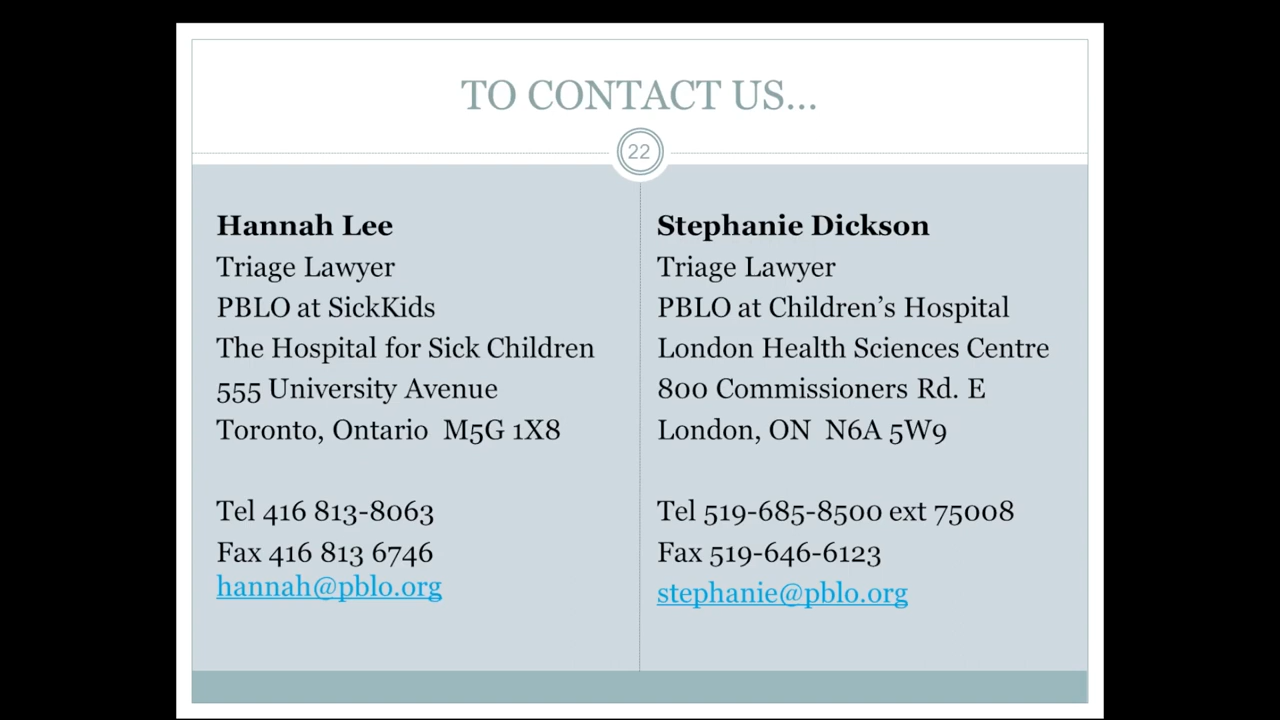 TO CONTACT US...
22
Hannah Lee
Triage Lawyer
PBLO at SickKids
The Hospital for Sick Children
555 University Avenue
Toronto, Ontario  M5G 1X8
Tel 416 813-8063
Fax 416 813 6746
hannah@pblo.org
Stephanie Dickson
Triage Lawyer
PBLO at Children’s Hospital
London Health Sciences Centre
800 Commissioners Rd. E
London, ON  N6A 5W9
Tel 519-685-8500 ext 75008
Fax 519-646-6123
stephanie@pblo.org